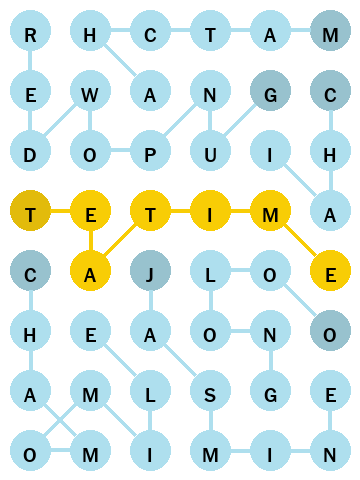 R H C T A M
E W A N G C
D O P U I H
T E T I M A
C A J L O E
H E A O N O
A M L S G E
O M I M I N